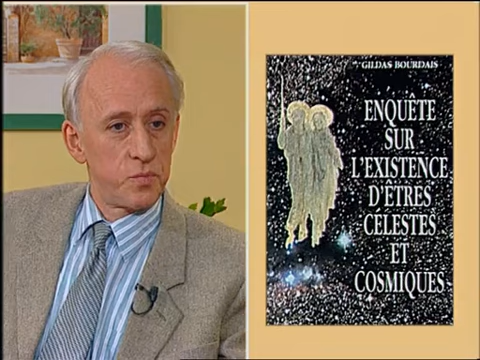 GILDAS BOURDAIS
ENQUÊTE
SUR
L'EXISTENCE
D'ÊTRES
CÉLESTES
ET
COSMIQUES